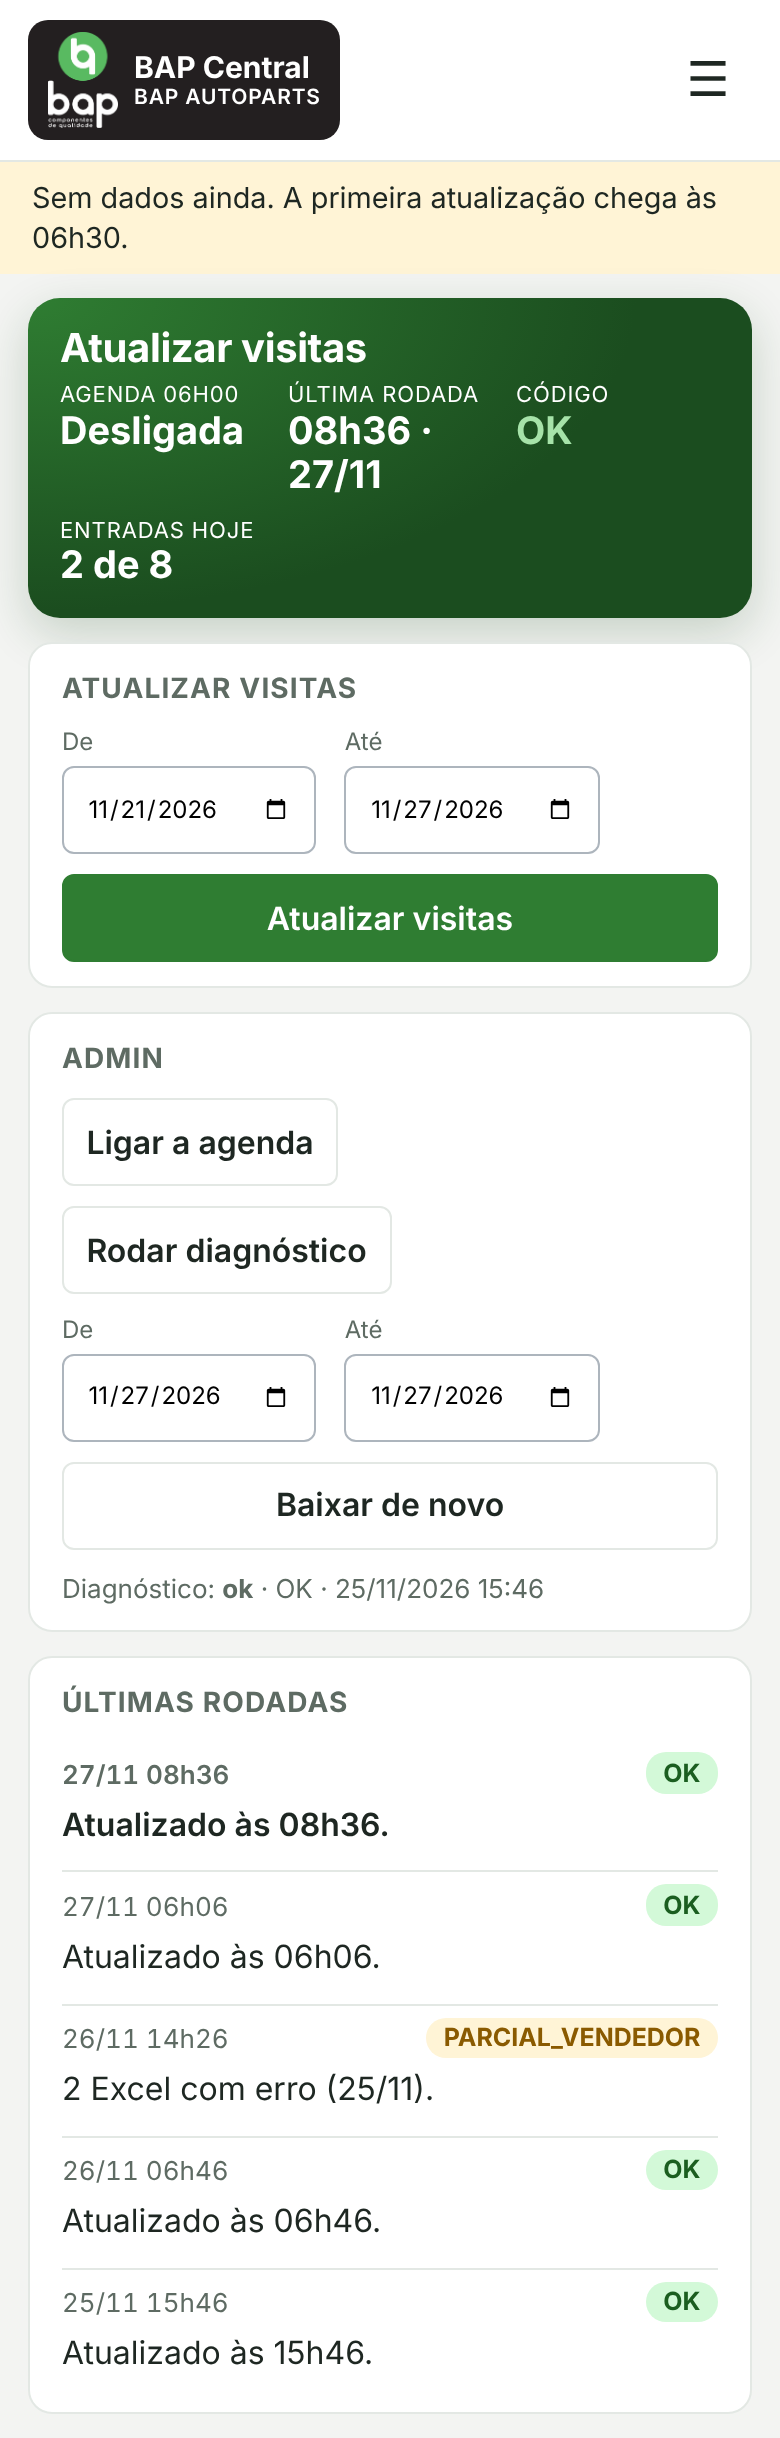 bap
componentes
de qualidade
BAP Central
BAP AUTOPARTS
Sem dados ainda. A primeira atualização chega às
06h30.
Atualizar visitas
AGENDA 06H00
Desligada
ÚLTIMA RODADA
08h36 ·
27/11
CÓDIGO
OK
ENTRADAS HOJE
2 de 8
ATUALIZAR VISITAS
De
Até
11/21/2026
11/27/2026
Atualizar visitas
ADMIN
Ligar a agenda
Rodar diagnóstico
De
Até
11/27/2026
11/27/2026
Baixar de novo
Diagnóstico: ok · OK · 25/11/2026 15:46
ÚLTIMAS RODADAS
27/11 08h36
OK
Atualizado às 08h36.
27/11 06h06
OK
Atualizado às 06h06.
26/11 14h26
PARCIAL_VENDEDOR
2 Excel com erro (25/11).
26/11 06h46
OK
Atualizado às 06h46.
25/11 15h46
OK
Atualizado às 15h46.